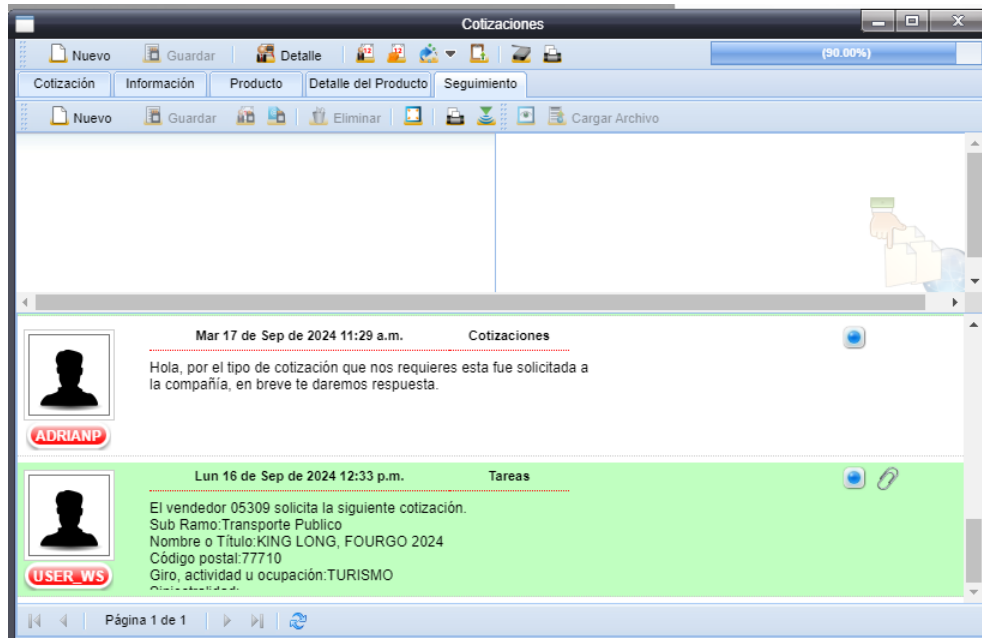 Cotizaciones
Nuevo Guardar Detalle (90.00%)
Cotización Información Producto Detalle del Producto Seguimiento
Nuevo Guardar Eliminar Cargar Archivo
Mar 17 de Sep de 2024 11:29 a.m. Cotizaciones
Hola, por el tipo de cotización que nos requieres esta fue solicitada a
la compañía, en breve te daremos respuesta.
ADRIANP
Lun 16 de Sep de 2024 12:33 p.m. Tareas
El vendedor 05309 solicita la siguiente cotización.
Sub Ramo:Transporte Publico
Nombre o Título:KING LONG, FOURGO 2024
Código postal:77710
Giro, actividad u ocupación:TURISMO
USER_WS
Página 1 de 1